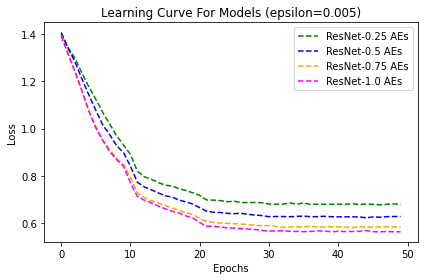 Learning Curve For Models (epsilon=0.005)
ResNet-0.25 AEs
ResNet-0.5 AEs
ResNet-0.75 AEs
ResNet-1.0 AEs
Loss
1.4
1.2
1.0
0.8
0.6
0 10 20 30 40 50
Epochs